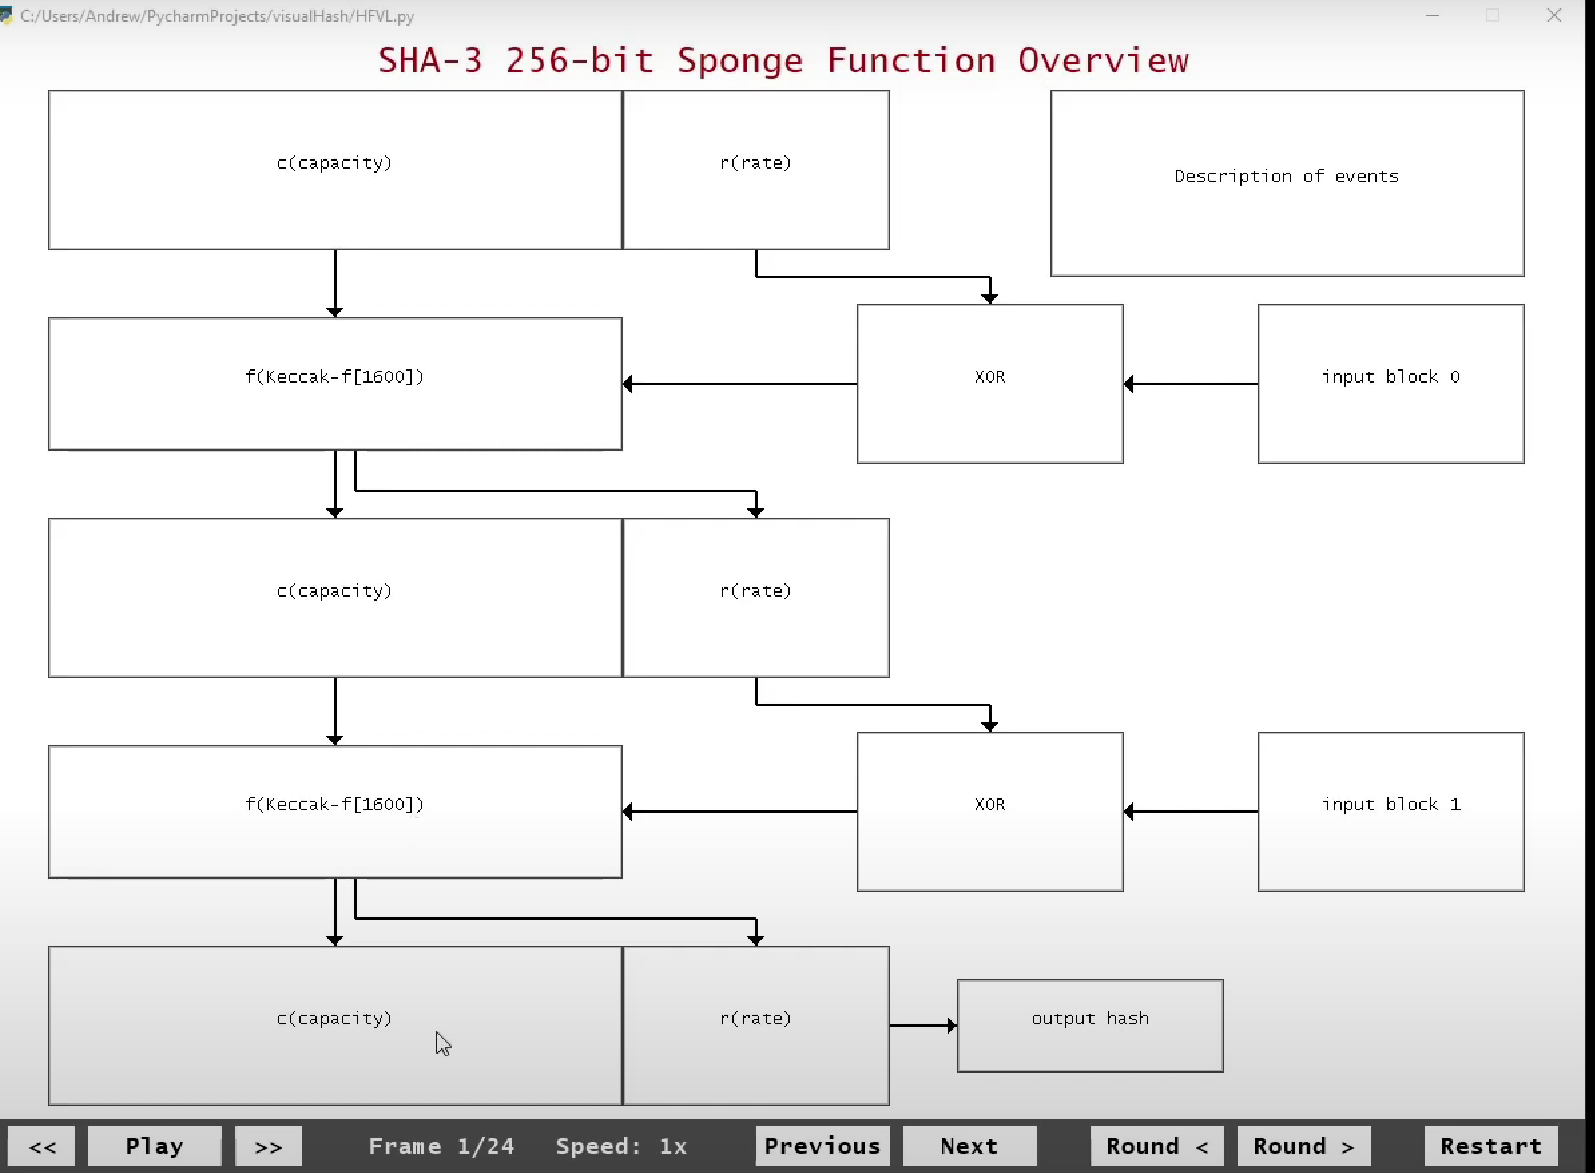 C:/Users/Andrew/PycharmProjects/visualHash/HFVL.py
SHA-3 256-bit Sponge Function Overview
c(capacity)
r(rate)
Description of events
f(Keccak-f[1600])
XOR
input block 0
c(capacity)
r(rate)
f(Keccak-f[1600])
XOR
input block 1
c(capacity)
r(rate)
output hash
<< Play >> Frame 1/24 Speed: 1x Previous Next Round < Round > Restart